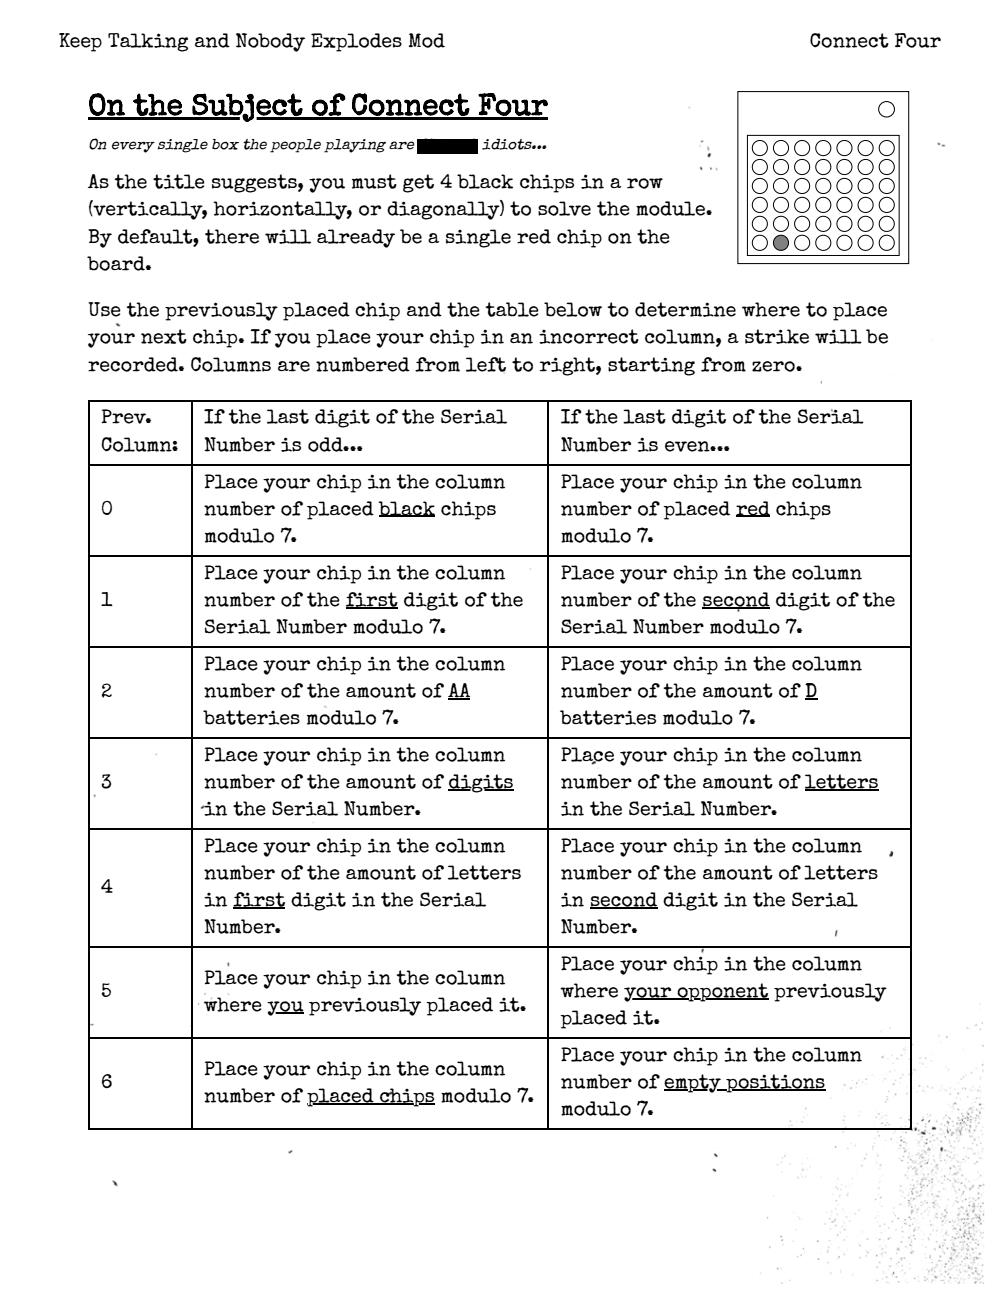 Keep Talking and Nobody Explodes Mod
Connect Four
On the Subject of Connect Four
On every single box the people playing are idiots...
As the title suggests, you must get 4 black chips in a row
(vertically, horizontally, or diagonally) to solve the module.
By default, there will already be a single red chip on the
board.
Use the previously placed chip and the table below to determine where to place
your next chip. If you place your chip in an incorrect column, a strike will be
recorded. Columns are numbered from left to right, starting from zero.
Prev.
Column:
If the last digit of the Serial
Number is odd...
If the last digit of the Serial
Number is even...
0
Place your chip in the column
number of placed black chips
modulo 7.
Place your chip in the column
number of placed red chips
modulo 7.
1
Place your chip in the column
number of the first digit of the
Serial Number modulo 7.
Place your chip in the column
number of the second digit of the
Serial Number modulo 7.
2
Place your chip in the column
number of the amount of AA
batteries modulo 7.
Place your chip in the column
number of the amount of D
batteries modulo 7.
3
Place your chip in the column
number of the amount of digits
in the Serial Number.
Place your chip in the column
number of the amount of letters
in the Serial Number.
4
Place your chip in the column
number of the amount of letters
in first digit in the Serial
Number.
Place your chip in the column
number of the amount of letters
in second digit in the Serial
Number.
5
Place your chip in the column
where you previously placed it.
Place your chip in the column
where your opponent previously
placed it.
6
Place your chip in the column
number of placed chips modulo 7.
Place your chip in the column
number of empty positions
modulo 7.